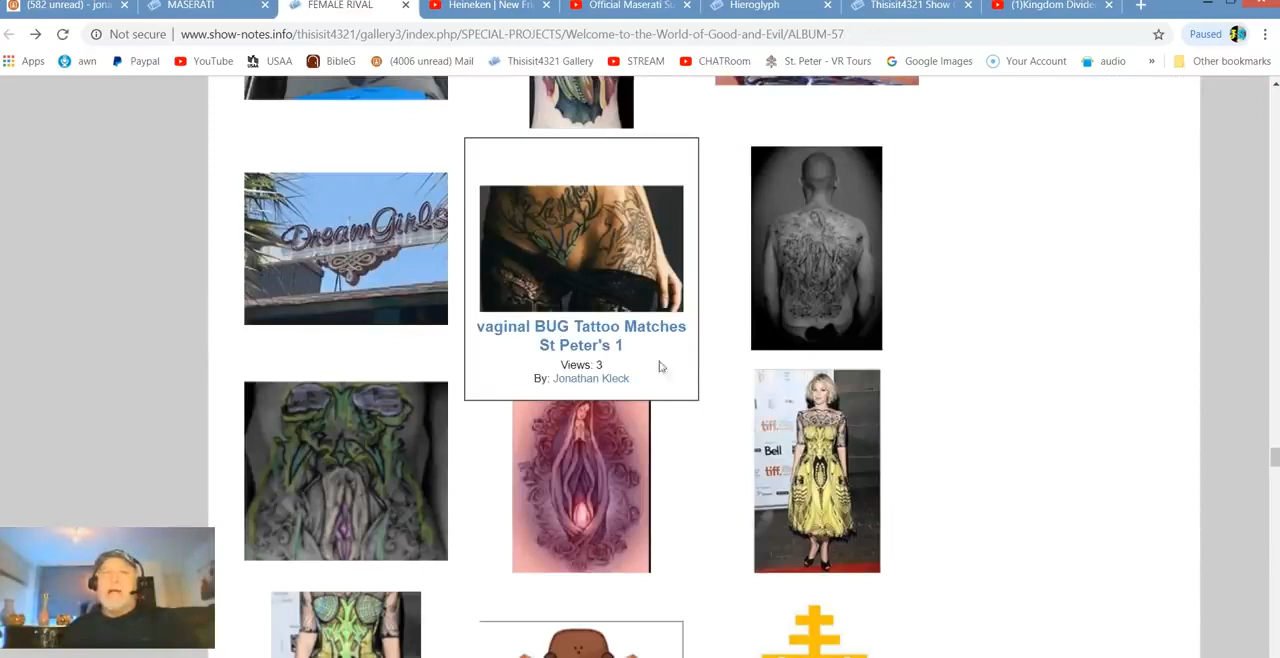 (582 unread) - jona
MASERATI
FEMALE RIVAL
Heineken | New Fri
Official Maserati Su
Hieroglyph
Thisisit4321 Show
(1)Kingdom Divide
Not secure
www.show-notes.info/thisisit4321/gallery3/index.php/SPECIAL-PROJECTS/Welcome-to-the-World-of-Good-and-Evil/ALBUM-57
Paused
Apps
awn
Paypal
YouTube
USAA
BibleG
(4006 unread) Mail
Thisisit4321 Gallery
STREAM
CHATRoom
St. Peter - VR Tours
Google Images
Your Account
audio
»
Other bookmarks
DreamGirls
vaginal BUG Tattoo Matches
St Peter's 1
Views: 3
By: Jonathan Kleck
tiff.
Bell
tiff.